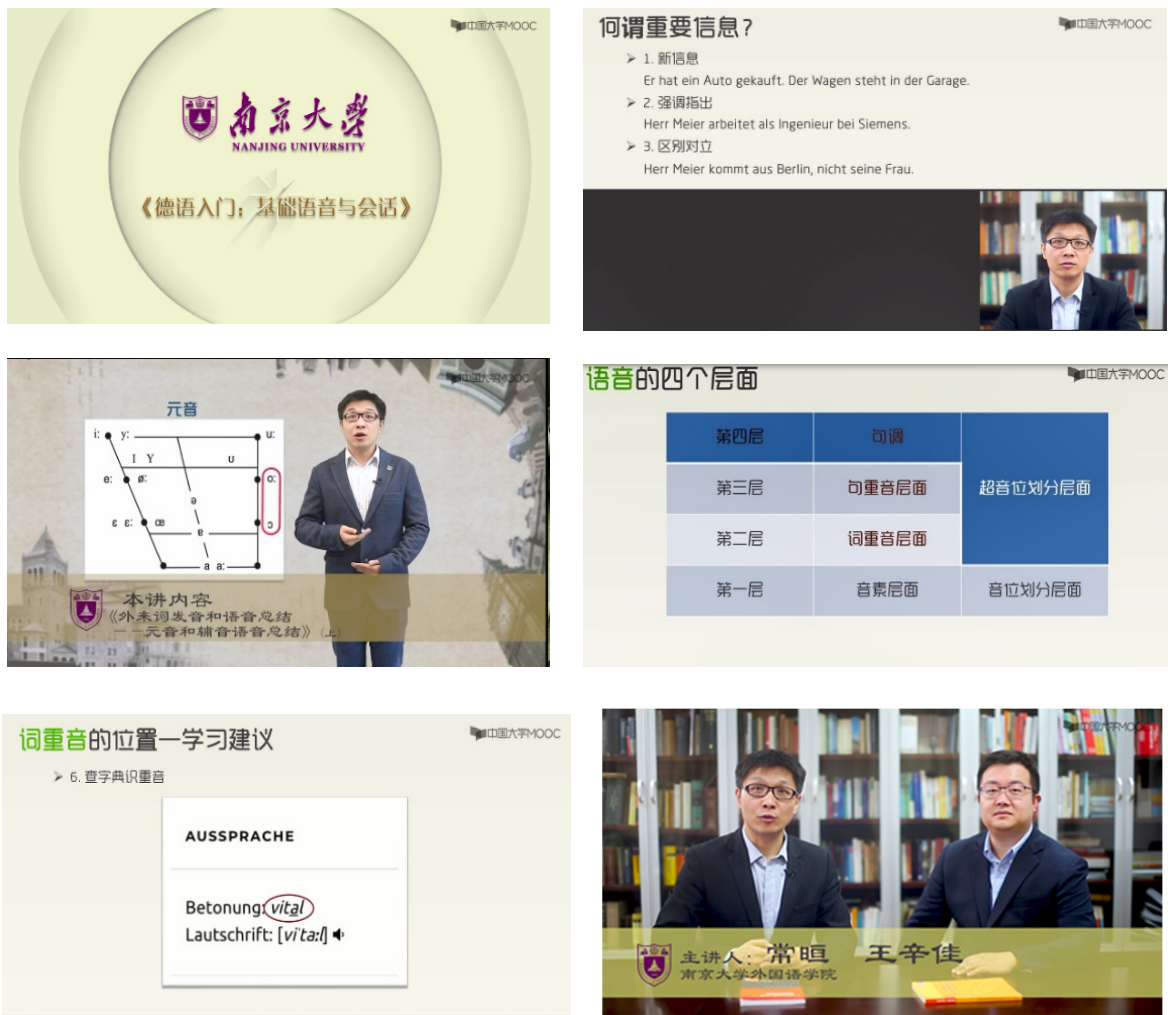 中国大学MOOC
南京大学
NANJING UNIVERSITY
《德语入门：基础语音与会话》
何谓重要信息？
中国大学MOOC
1. 新信息
Er hat ein Auto gekauft. Der Wagen steht in der Garage.
2. 强调指出
Herr Meier arbeitet als Ingenieur bei Siemens.
3. 区别对立
Herr Meier kommt aus Berlin, nicht seine Frau.
中国大学MOOC
元音
i: y: u:
I Y ʊ
e: ø: o:
ə
ɛ ɛ: œ ɔ
ɐ
a a:
本讲内容
《外来词发音和语音总结
——元音和辅音语音总结》（上）
语音的四个层面
中国大学MOOC
第四层 句调
第三层 句重音层面 超音位划分层面
第二层 词重音层面
第一层 音素层面 音位划分层面
词重音的位置—学习建议
中国大学MOOC
6. 查字典识重音
AUSSPRACHE
Betonung: vital
Lautschrift: [viˈtaːl]
中国大学MOOC
主讲人：常晅 王辛佳
南京大学外国语学院